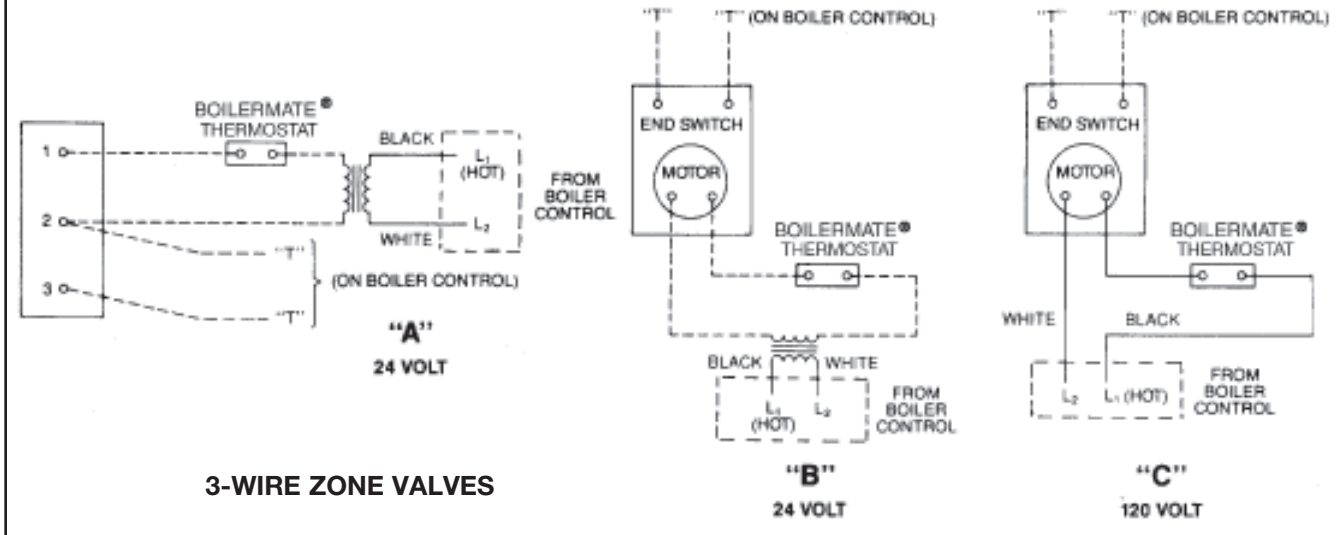 BOILERMATE®
THERMOSTAT
1
2
3
BLACK
L1
(HOT)
L2
WHITE
FROM
BOILER
CONTROL
"T"
"T"
(ON BOILER CONTROL)
"A"
24 VOLT
3-WIRE ZONE VALVES
"T" "T" (ON BOILER CONTROL)
END SWITCH
MOTOR
BOILERMATE®
THERMOSTAT
BLACK WHITE
L1
(HOT)
L2
FROM
BOILER
CONTROL
"B"
24 VOLT
"T" "T" (ON BOILER CONTROL)
END SWITCH
MOTOR
BOILERMATE®
THERMOSTAT
WHITE BLACK
L2 L1 (HOT)
FROM
BOILER
CONTROL
"C"
120 VOLT